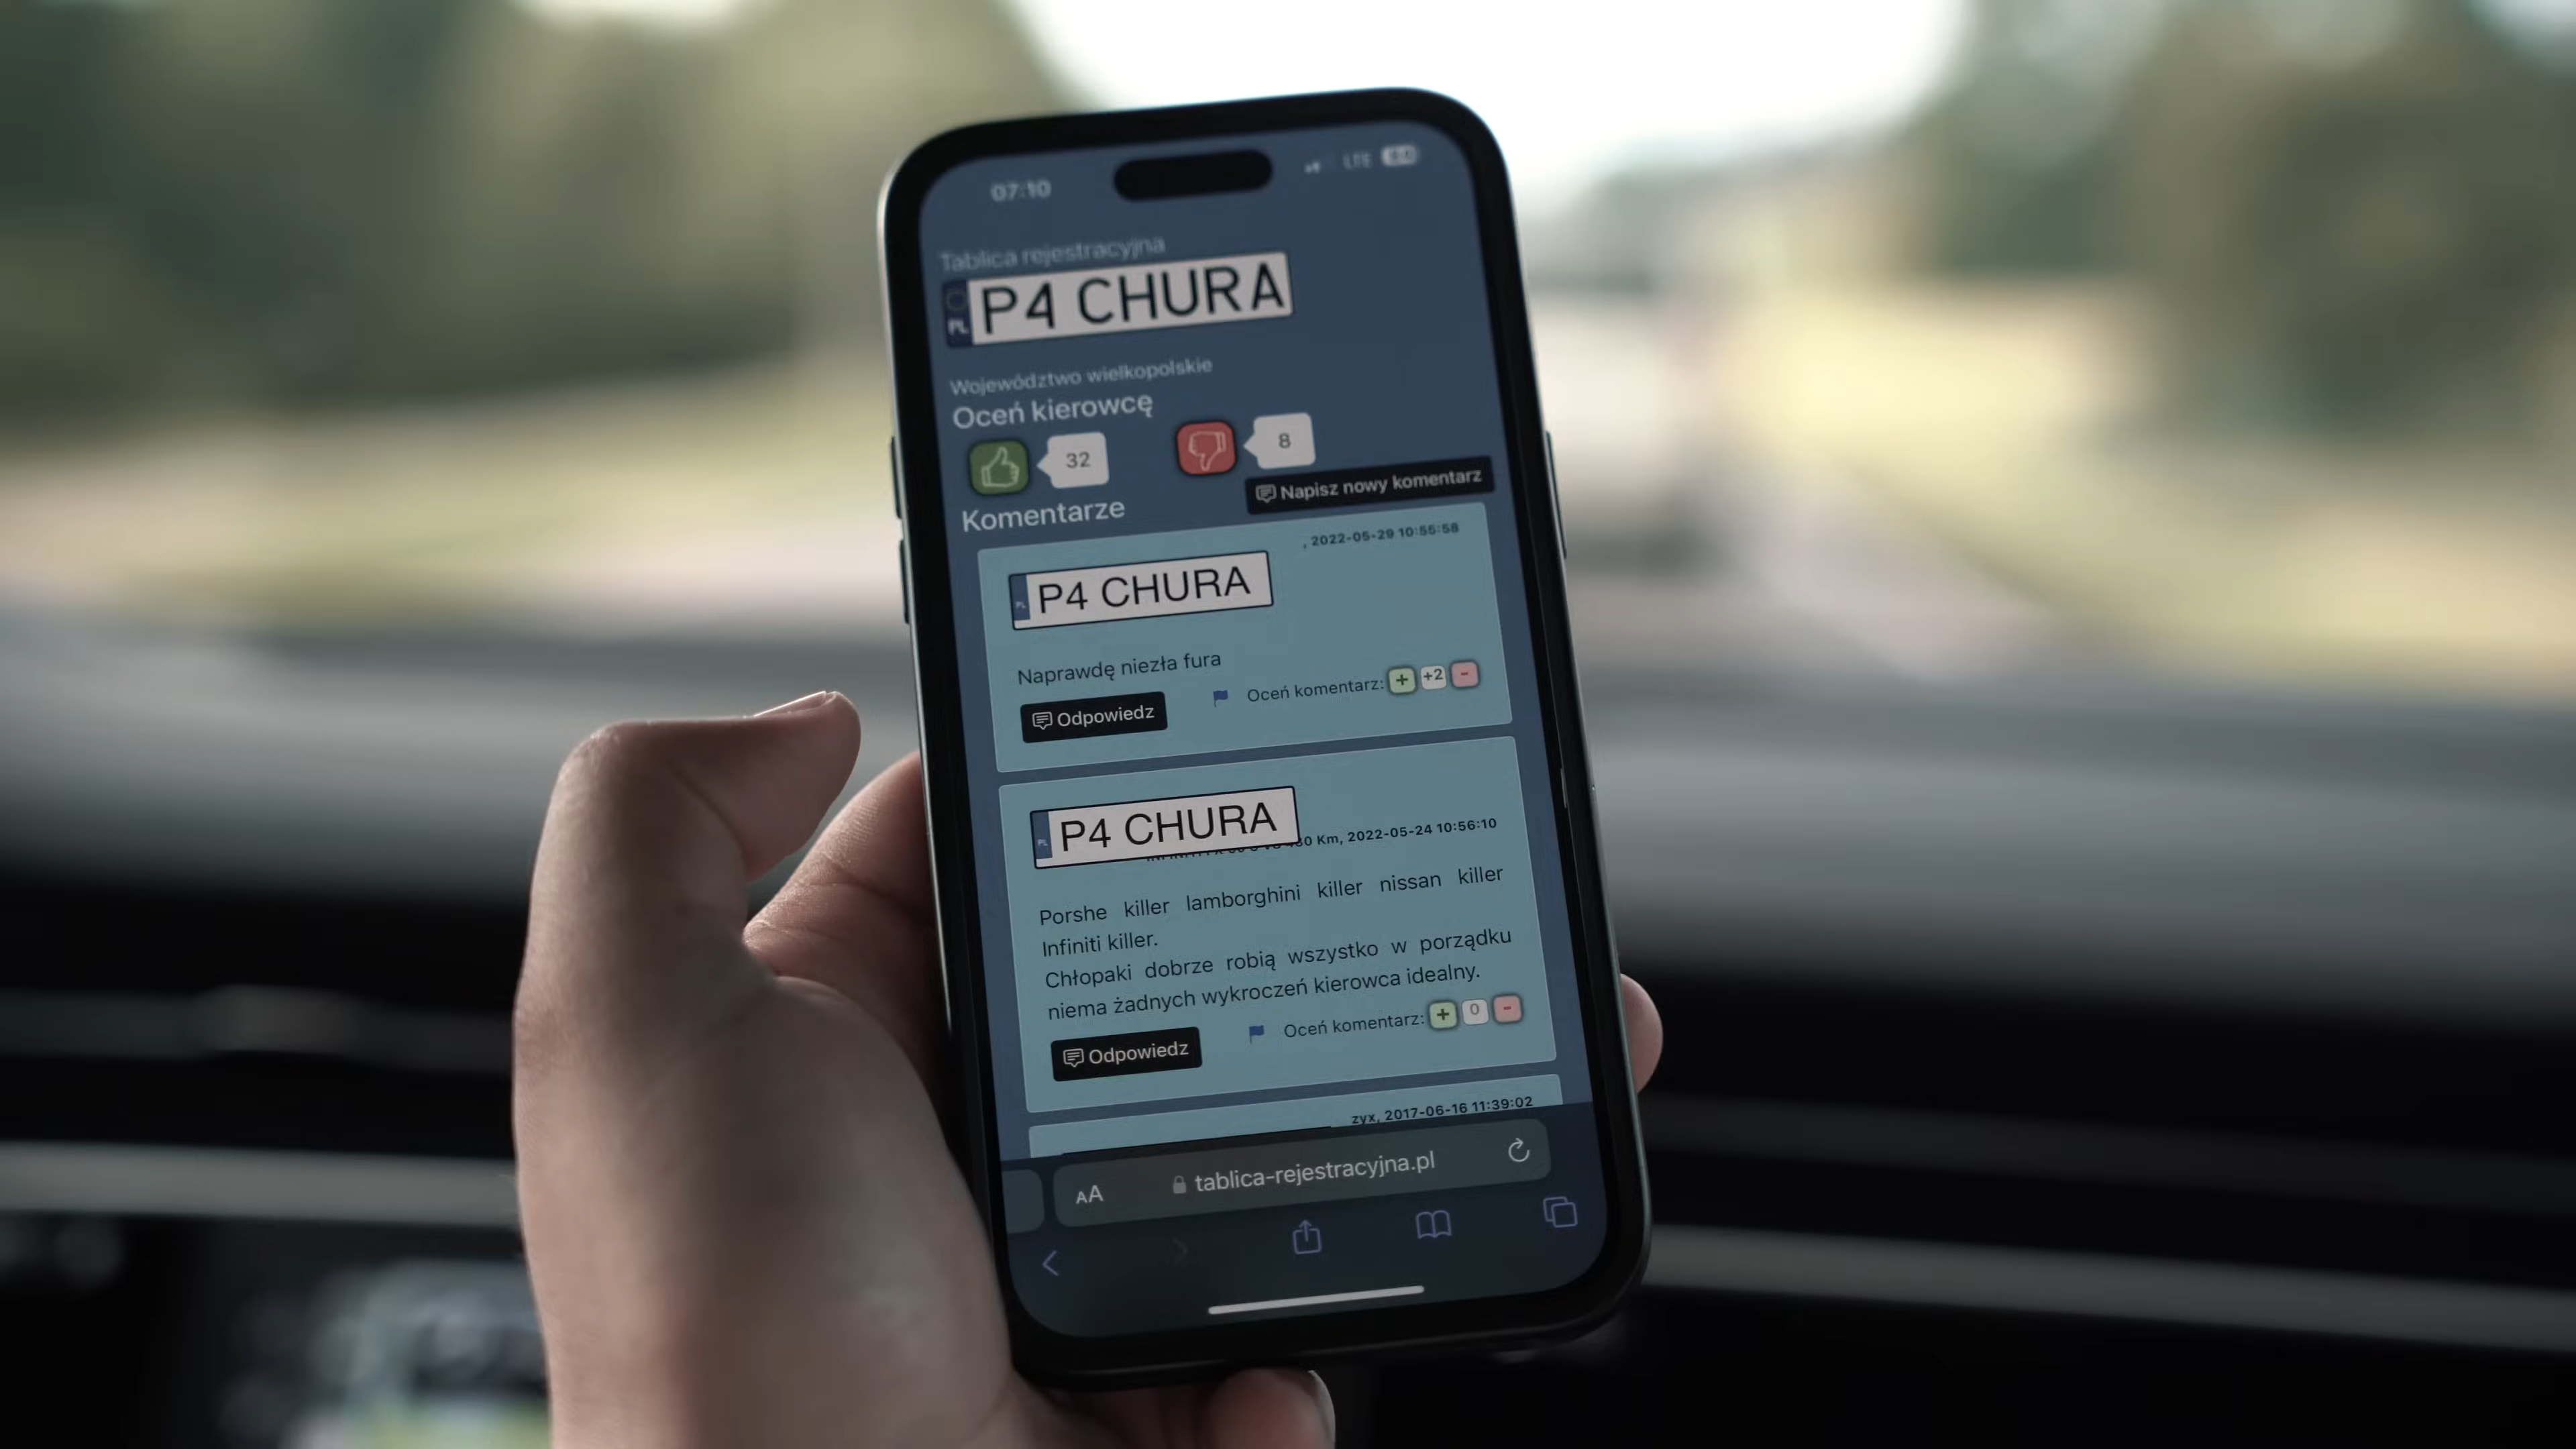 07:10 LTE
Tablica rejestracyjna
PL P4 CHURA
Województwo wielkopolskie
Oceń kierowcę
32 8
Napisz nowy komentarz
Komentarze
, 2022-05-29 10:55:58
PL P4 CHURA
Naprawdę niezła fura
Oceń komentarz: + +2 -
Odpowiedz
PL P4 CHURA
Km, 2022-05-24 10:56:10
Porshe killer lamborghini killer nissan killer
Infiniti killer.
Chłopaki dobrze robią wszystko w porządku
niema żadnych wykroczeń kierowca idealny.
Oceń komentarz: + 0 -
Odpowiedz
zyx, 2017-06-16 11:39:02
AA tablica-rejestracyjna.pl